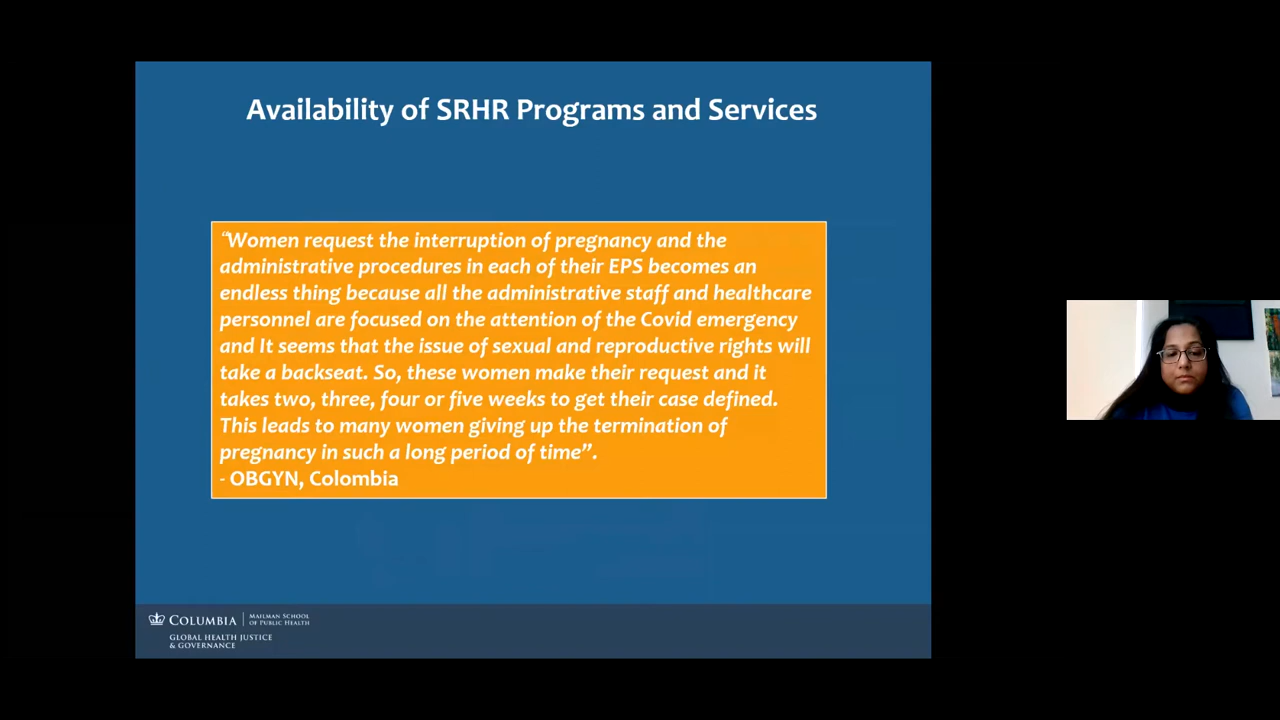 Availability of SRHR Programs and Services
“Women request the interruption of pregnancy and the
administrative procedures in each of their EPS becomes an
endless thing because all the administrative staff and healthcare
personnel are focused on the attention of the Covid emergency
and It seems that the issue of sexual and reproductive rights will
take a backseat. So, these women make their request and it
takes two, three, four or five weeks to get their case defined.
This leads to many women giving up the termination of
pregnancy in such a long period of time”.
- OBGYN, Colombia
COLUMBIA
MAILMAN SCHOOL
OF PUBLIC HEALTH
GLOBAL HEALTH JUSTICE
& GOVERNANCE